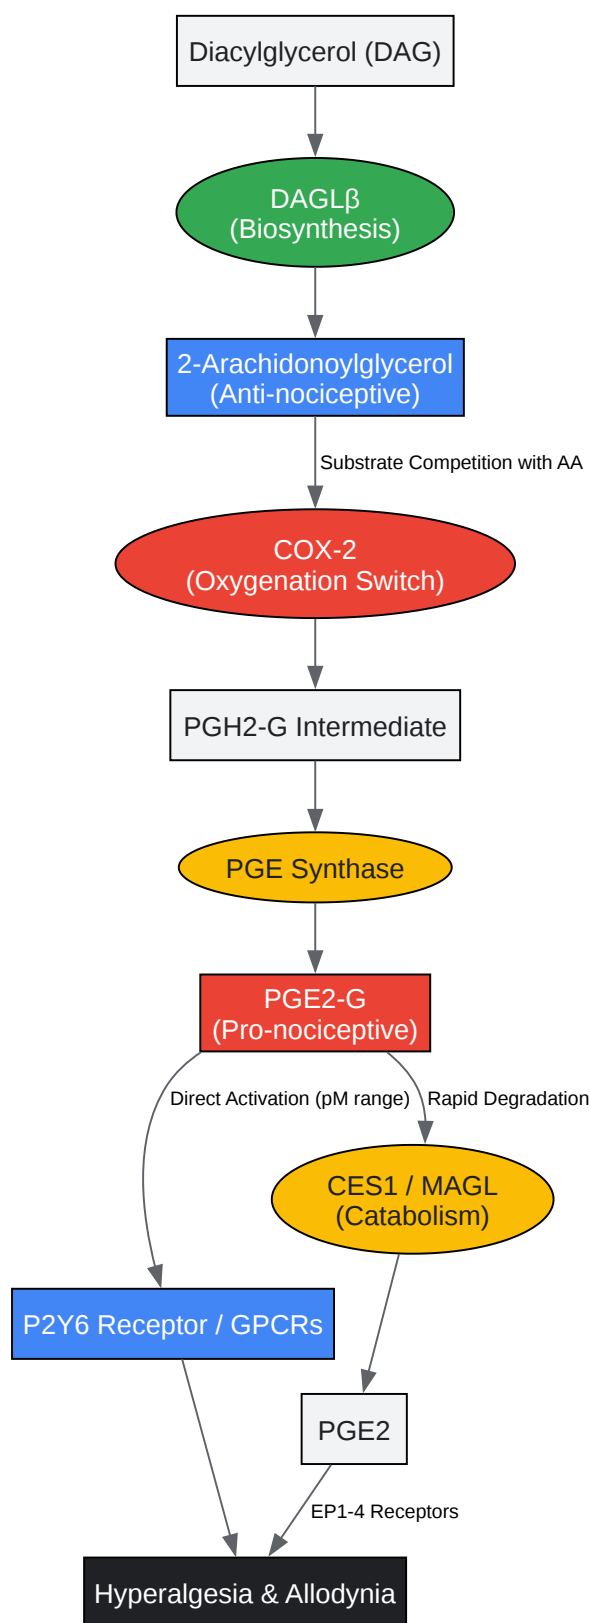 Diacylglycerol (DAG)
DAGLβ
(Biosynthesis)
2-Arachidonoylglycerol
(Anti-nociceptive)
Substrate Competition with AA
COX-2
(Oxygenation Switch)
PGH2-G Intermediate
PGE Synthase
PGE2-G
(Pro-nociceptive)
Direct Activation (pM range)
Rapid Degradation
CES1 / MAGL
(Catabolism)
P2Y6 Receptor / GPCRs
PGE2
EP1-4 Receptors
Hyperalgesia & Allodynia